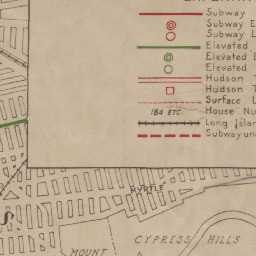 Subway
Subway E
Subway L
Elevated
Elevated E
Elevated
Hudson
Hudson T
Surface L
184 ETC. House Nu
Long Islan
Subway und
MYRTLE
CYPRESS HILLS
MOUNT